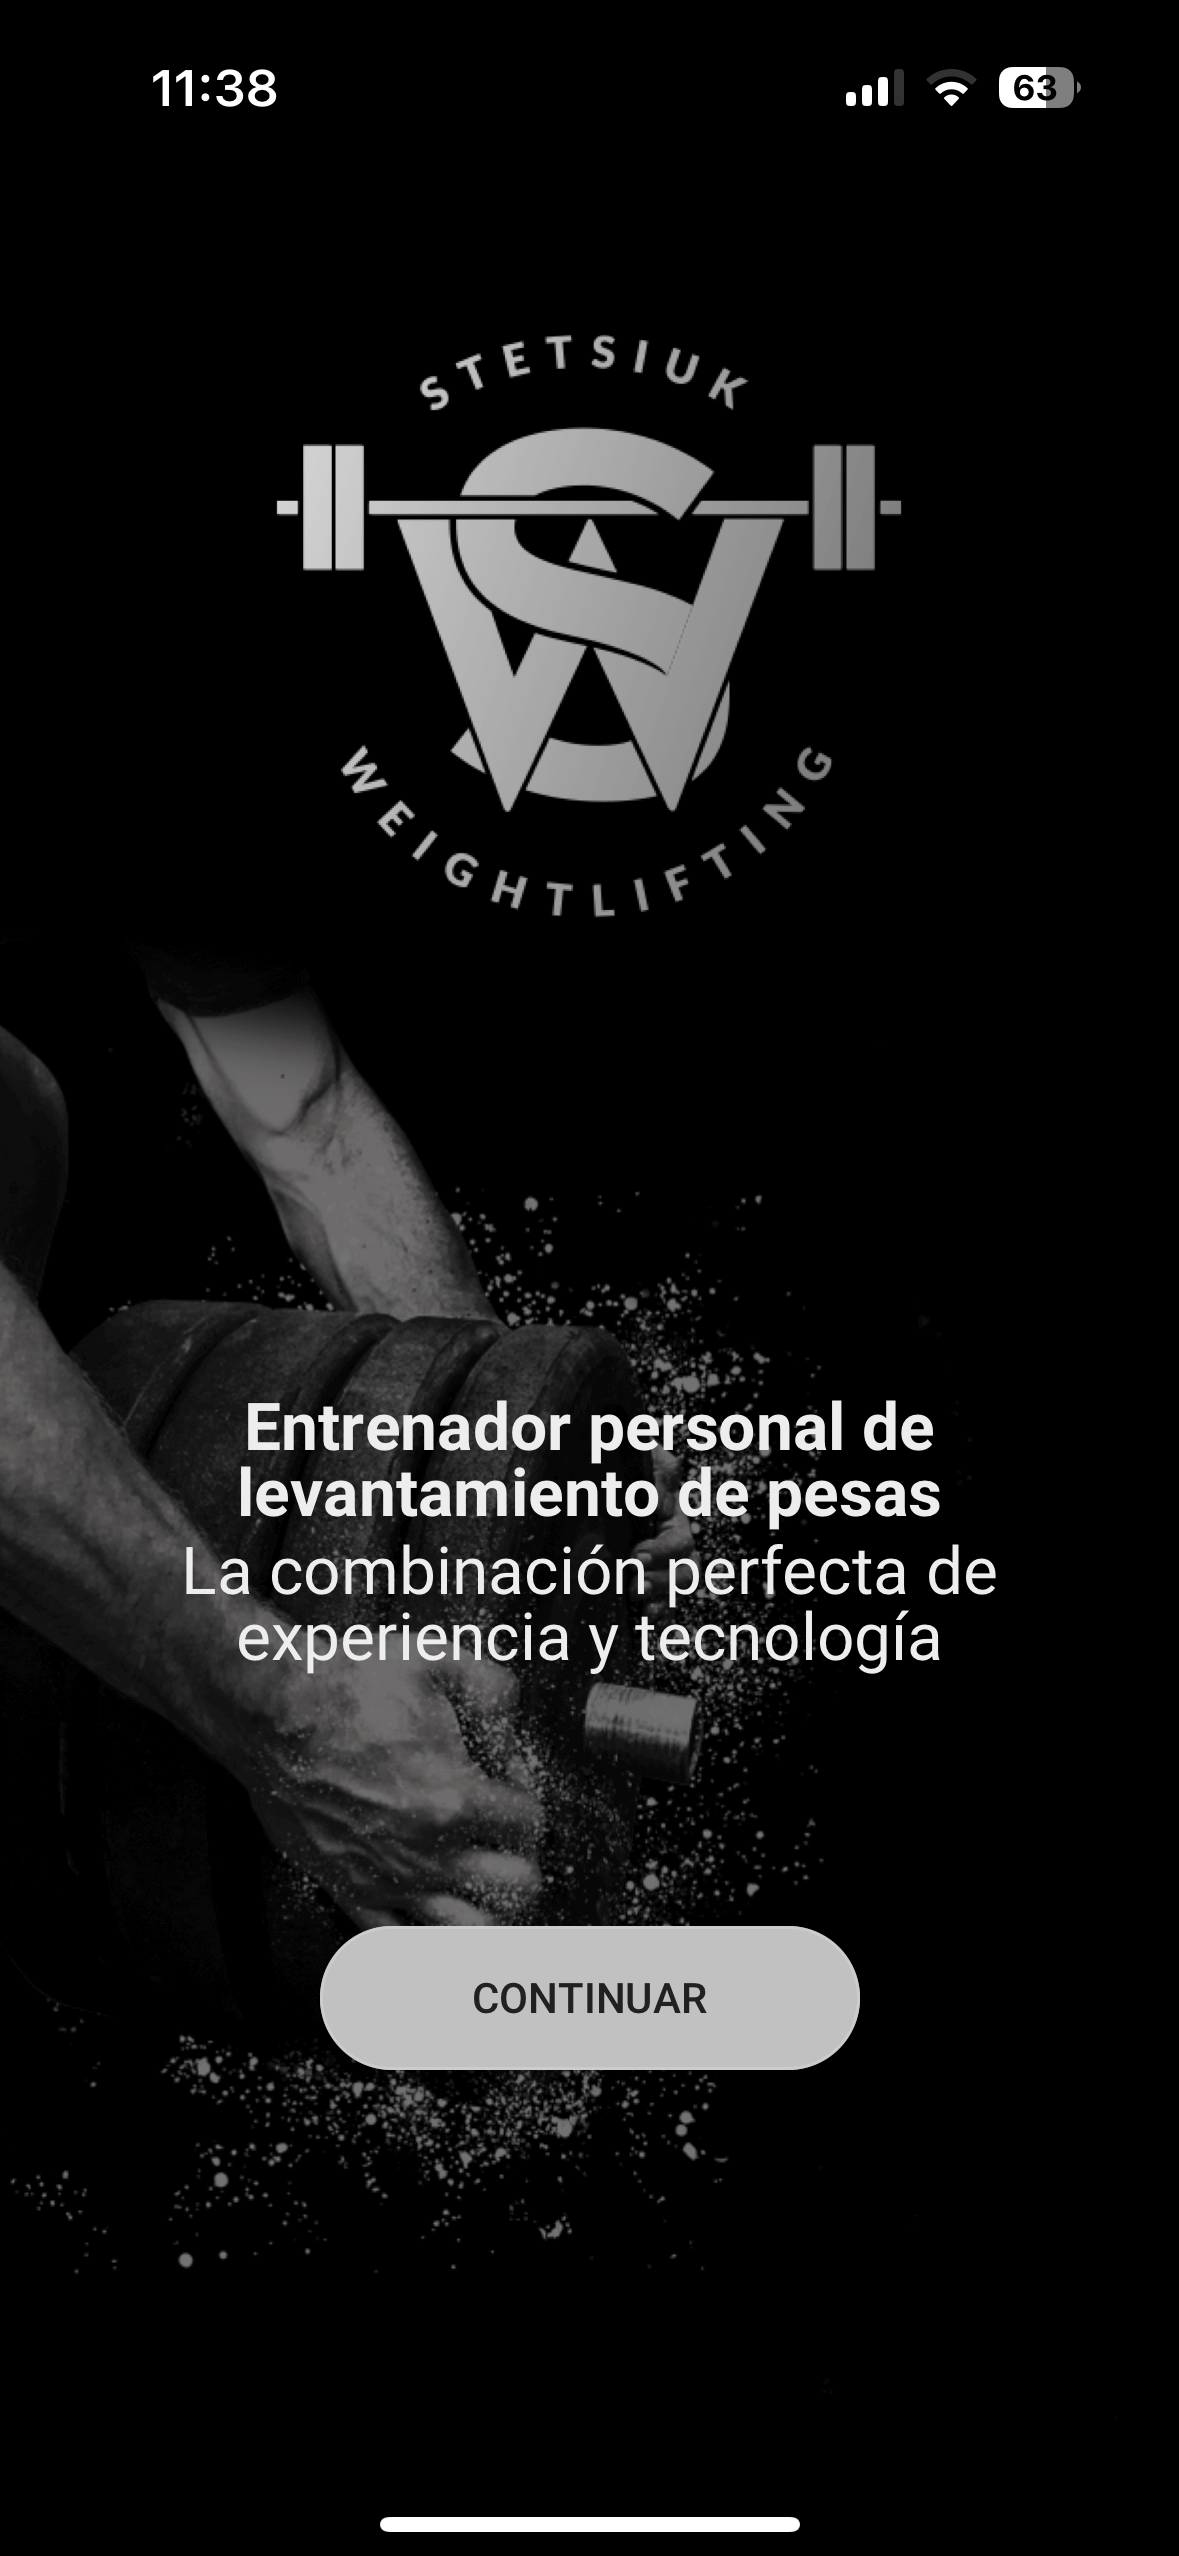 11:38
63
STETSIUK
WEIGHTLIFTING
Entrenador personal de
levantamiento de pesas
La combinación perfecta de
experiencia y tecnología
CONTINUAR